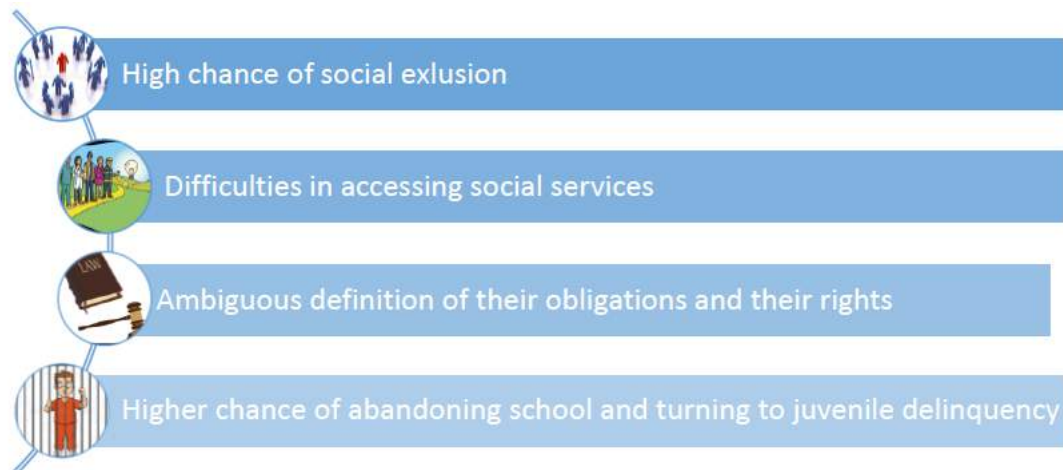 High chance of social exlusion
Difficulties in accessing social services
LAW
Ambiguous definition of their obligations and their rights
Higher chance of abandoning school and turning to juvenile delinquency